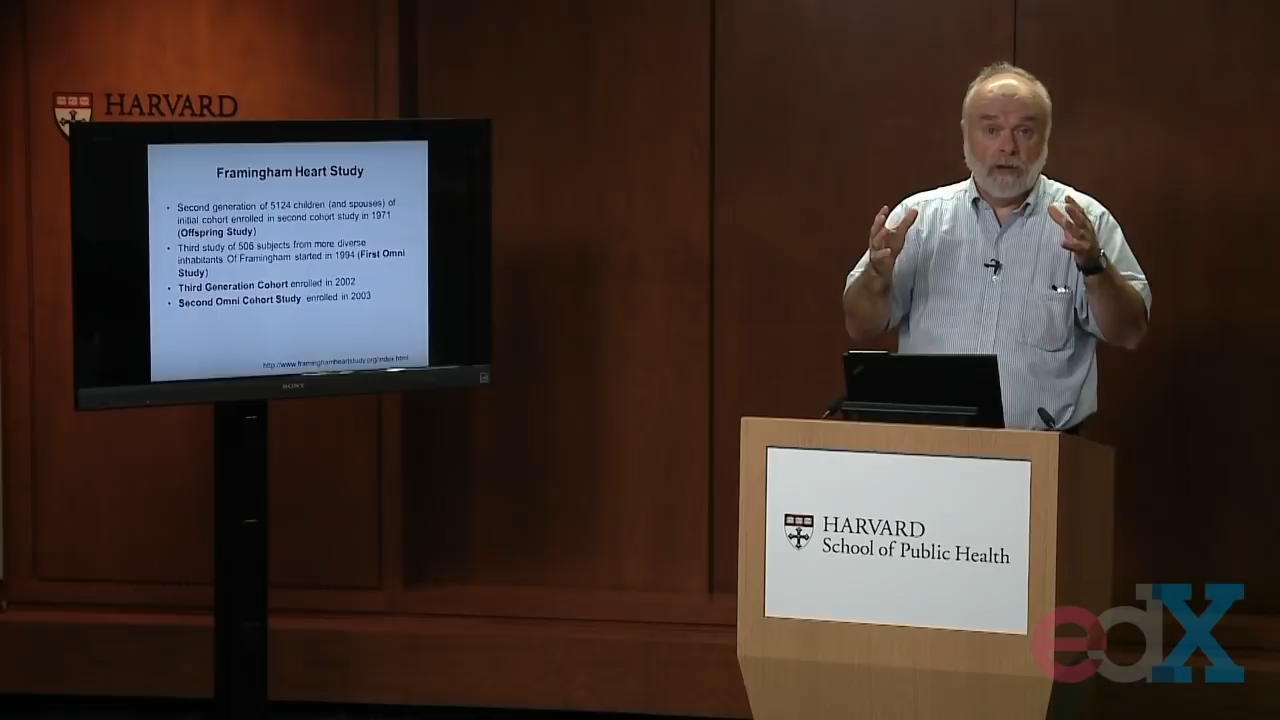 HARVARD
Framingham Heart Study
• Second generation of 5124 children (and spouses) of
initial cohort enrolled in second cohort study in 1971
(Offspring Study)
• Third study of 506 subjects from more diverse
inhabitants Of Framingham started in 1994 (First Omni
Study)
• Third Generation Cohort enrolled in 2002
• Second Omni Cohort Study enrolled in 2003
http://www.framinghamheartstudy.org/index.html
SONY
HARVARD
School of Public Health
edX